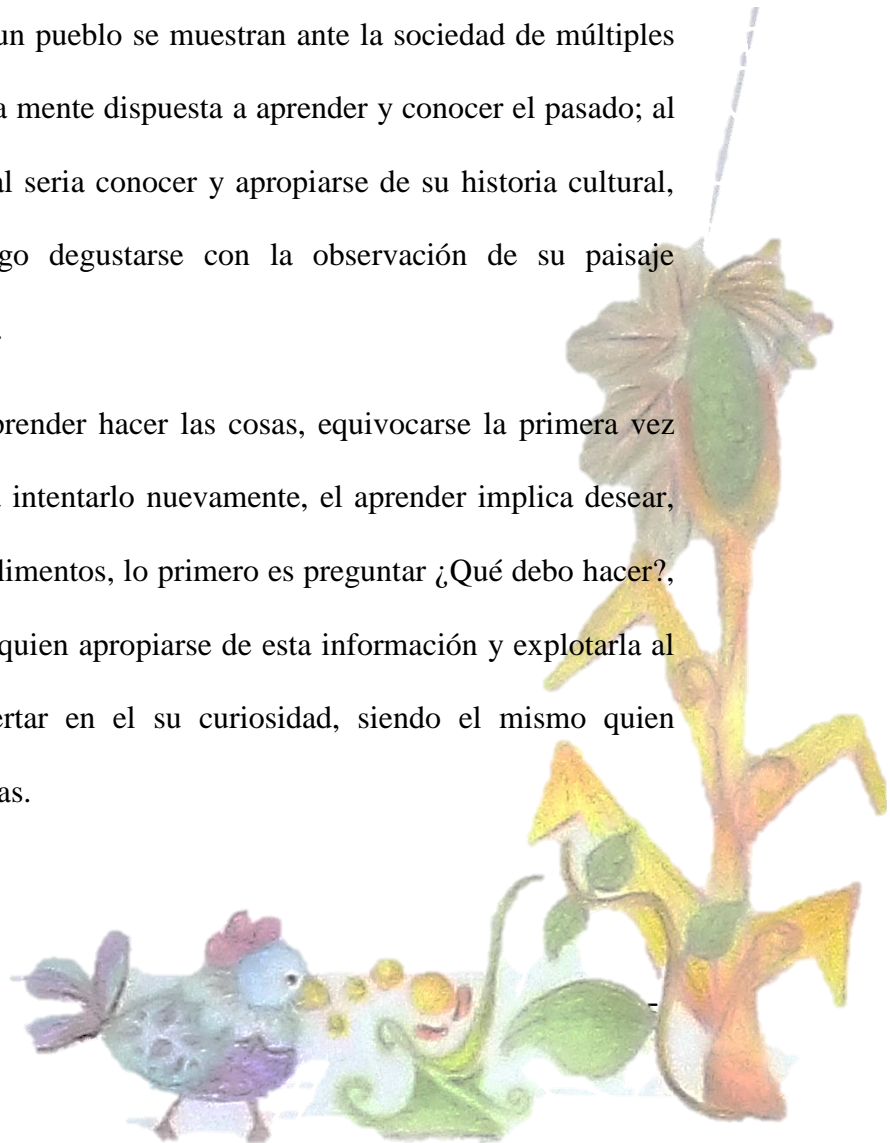 un pueblo se muestran ante la sociedad de múltiples
a mente dispuesta a aprender y conocer el pasado; al
al seria conocer y apropiarse de su historia cultural,
go degustarse con la observación de su paisaje
.
prender hacer las cosas, equivocarse la primera vez
intentarlo nuevamente, el aprender implica desear,
limentos, lo primero es preguntar ¿Qué debo hacer?,
quien apropiarse de esta información y explotarla al
ertar en el su curiosidad, siendo el mismo quien
as.